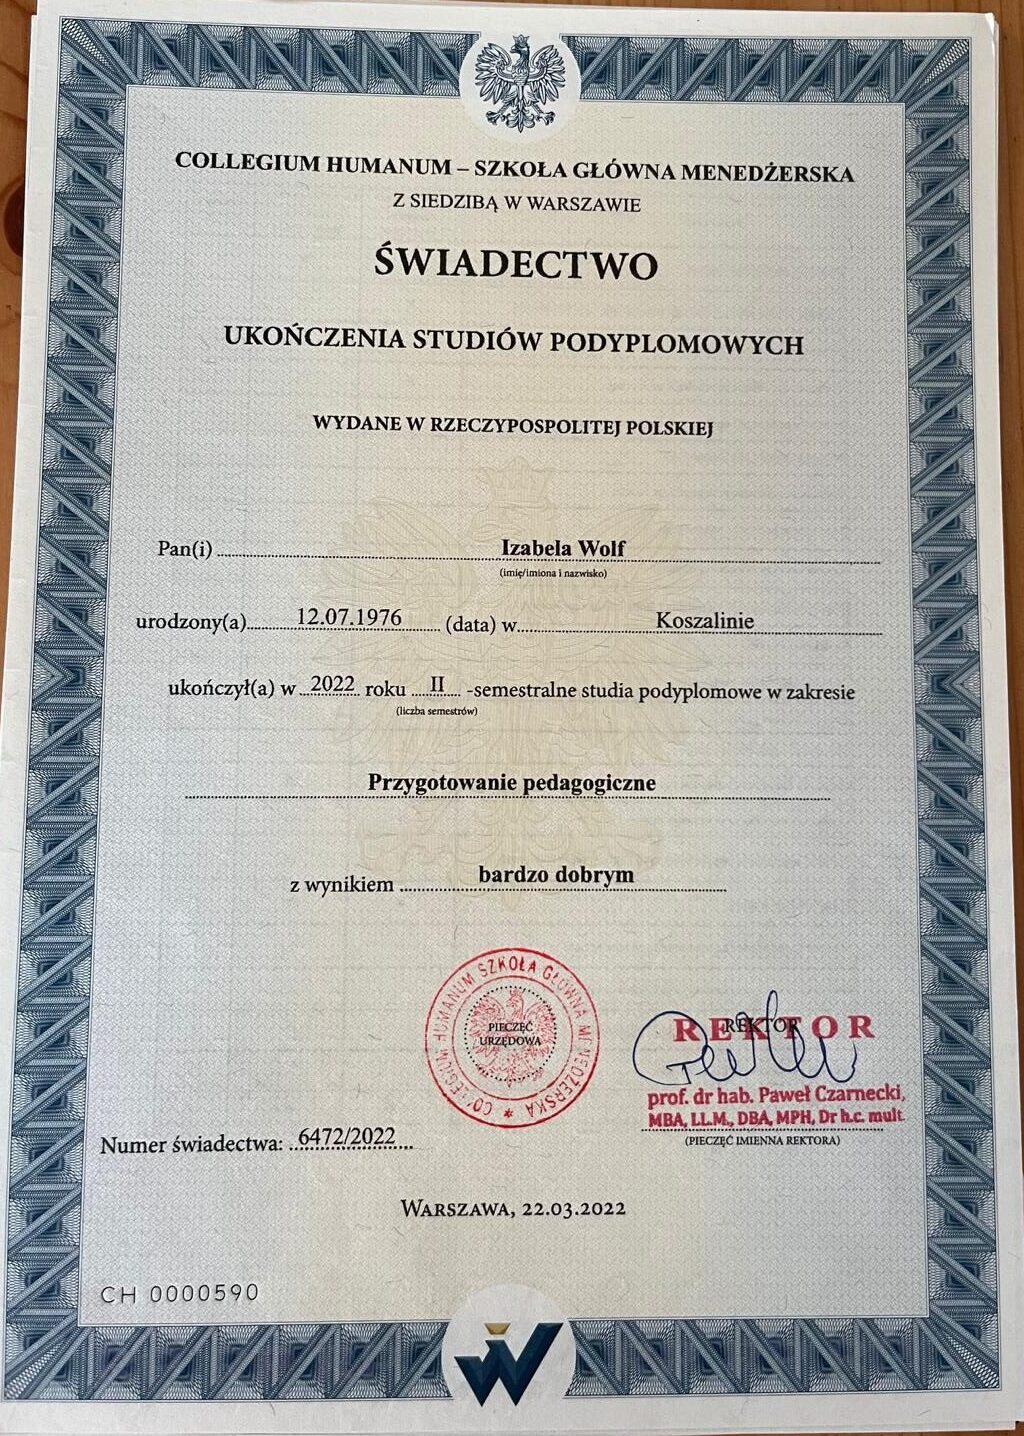 COLLEGIUM HUMANUM – SZKOŁA GŁÓWNA MENEDŻERSKA
Z SIEDZIBĄ W WARSZAWIE
ŚWIADECTWO
UKOŃCZENIA STUDIÓW PODYPLOMOWYCH
WYDANE W RZECZYPOSPOLITEJ POLSKIEJ
Pan(i) Izabela Wolf
(imię/imiona i nazwisko)
urodzony(a) 12.07.1976 (data) w Koszalinie
ukończył(a) w 2022 roku II -semestralne studia podyplomowe w zakresie
(liczba semestrów)
Przygotowanie pedagogiczne
z wynikiem bardzo dobrym
COLLEGIUM HUMANUM SZKOŁA GŁÓWNA MENEDŻERSKA
PIECZĘĆ
URZĘDOWA
REKTOR
REKTOR
prof. dr hab. Paweł Czarnecki,
MBA, LL.M., DBA, MPH, Dr h.c. mult.
(PIECZĘĆ IMIENNA REKTORA)
Numer świadectwa: 6472/2022
WARSZAWA, 22.03.2022
CH 0000590